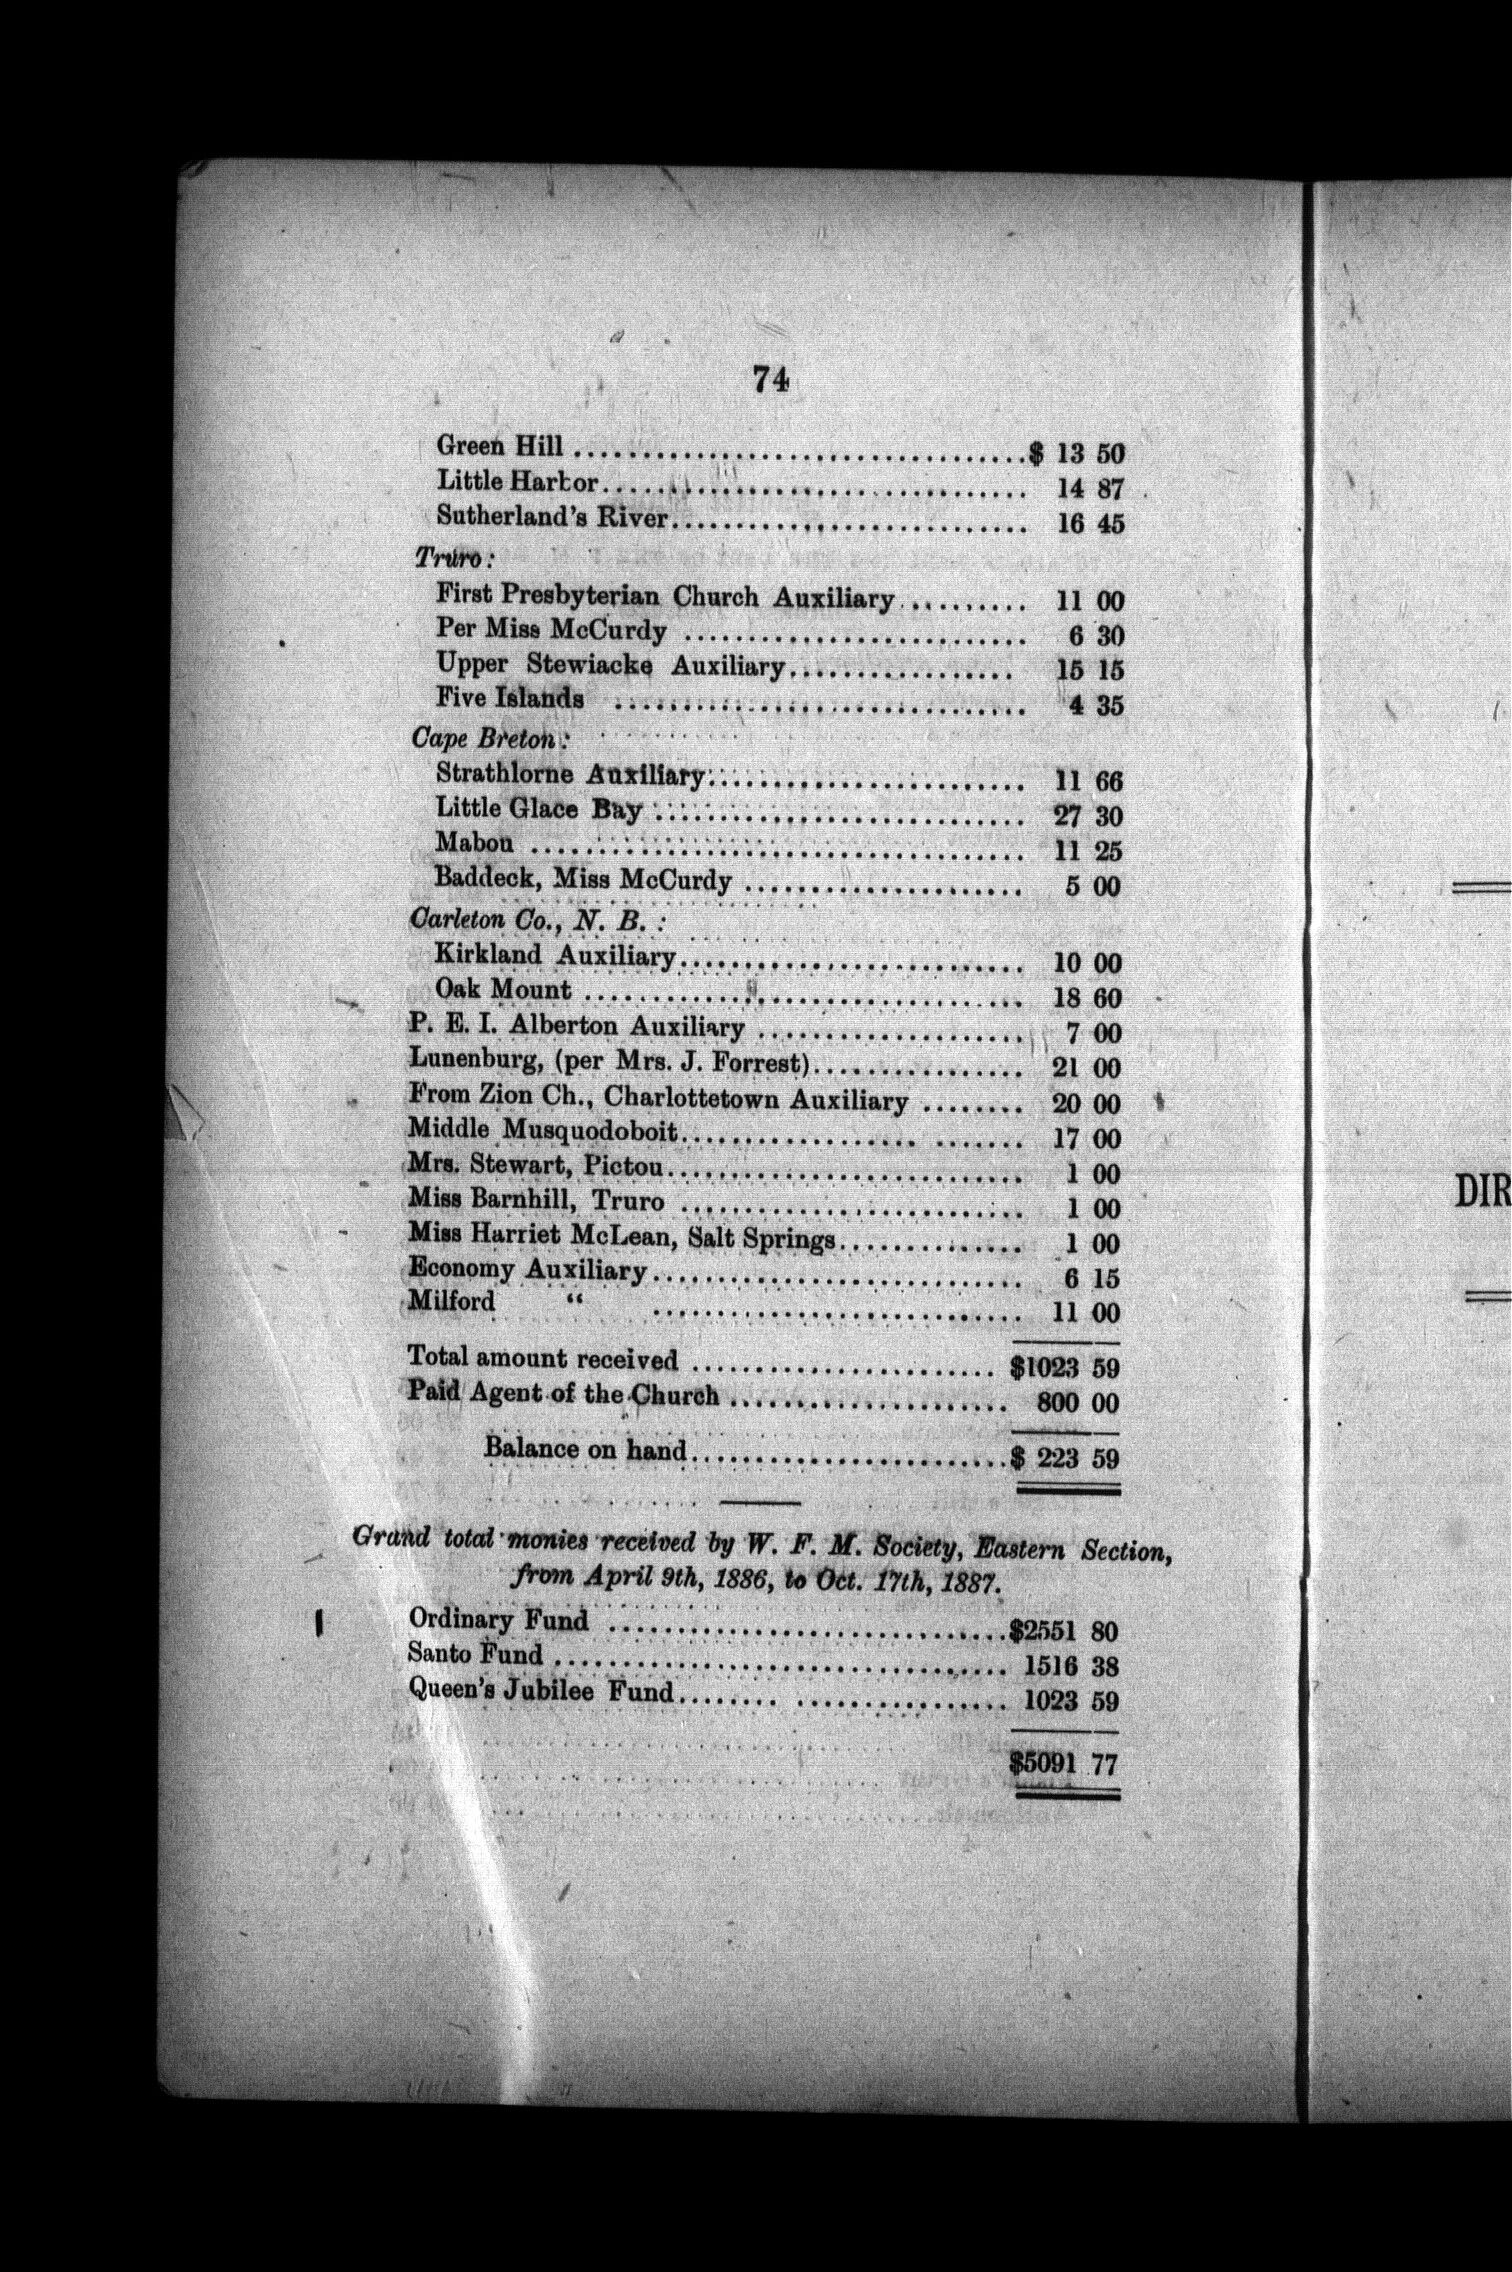 74
Green Hill ..................................$ 13 50
Little Harbor................................ 14 87
Sutherland's River........................... 16 45
Truro:
First Presbyterian Church Auxiliary ......... 11 00
Per Miss McCurdy .......................... 6 30
Upper Stewiacke Auxiliary................. 15 15
Five Islands ............................... 4 35
Cape Breton:
Strathlorne Auxiliary........................ 11 66
Little Glace Bay ............................ 27 30
Mabou ..................................... 11 25
Baddeck, Miss McCurdy ..................... 5 00
Carleton Co., N. B. :
Kirkland Auxiliary.......................... 10 00
Oak Mount ................................. 18 60
P. E. I. Alberton Auxiliary .................... 7 00
Lunenburg, (per Mrs. J. Forrest)................ 21 00
From Zion Ch., Charlottetown Auxiliary ........ 20 00
Middle Musquodoboit.................. ....... 17 00
Mrs. Stewart, Pictou........................... 1 00
Miss Barnhill, Truro .......................... 1 00
Miss Harriet McLean, Salt Springs.............. 1 00
Economy Auxiliary............................ 6 15
Milford “ ............................ 11 00
Total amount received ....................... $1023 59
Paid Agent of the Church ..................... 800 00
Balance on hand........................$ 223 59
Grand total monies received by W. F. M. Society, Eastern Section,
from April 9th, 1886, to Oct. 17th, 1887.
Ordinary Fund ..............................$2551 80
Santo Fund .................................. 1516 38
Queen's Jubilee Fund........ ................ 1023 59
$5091 77
DIR